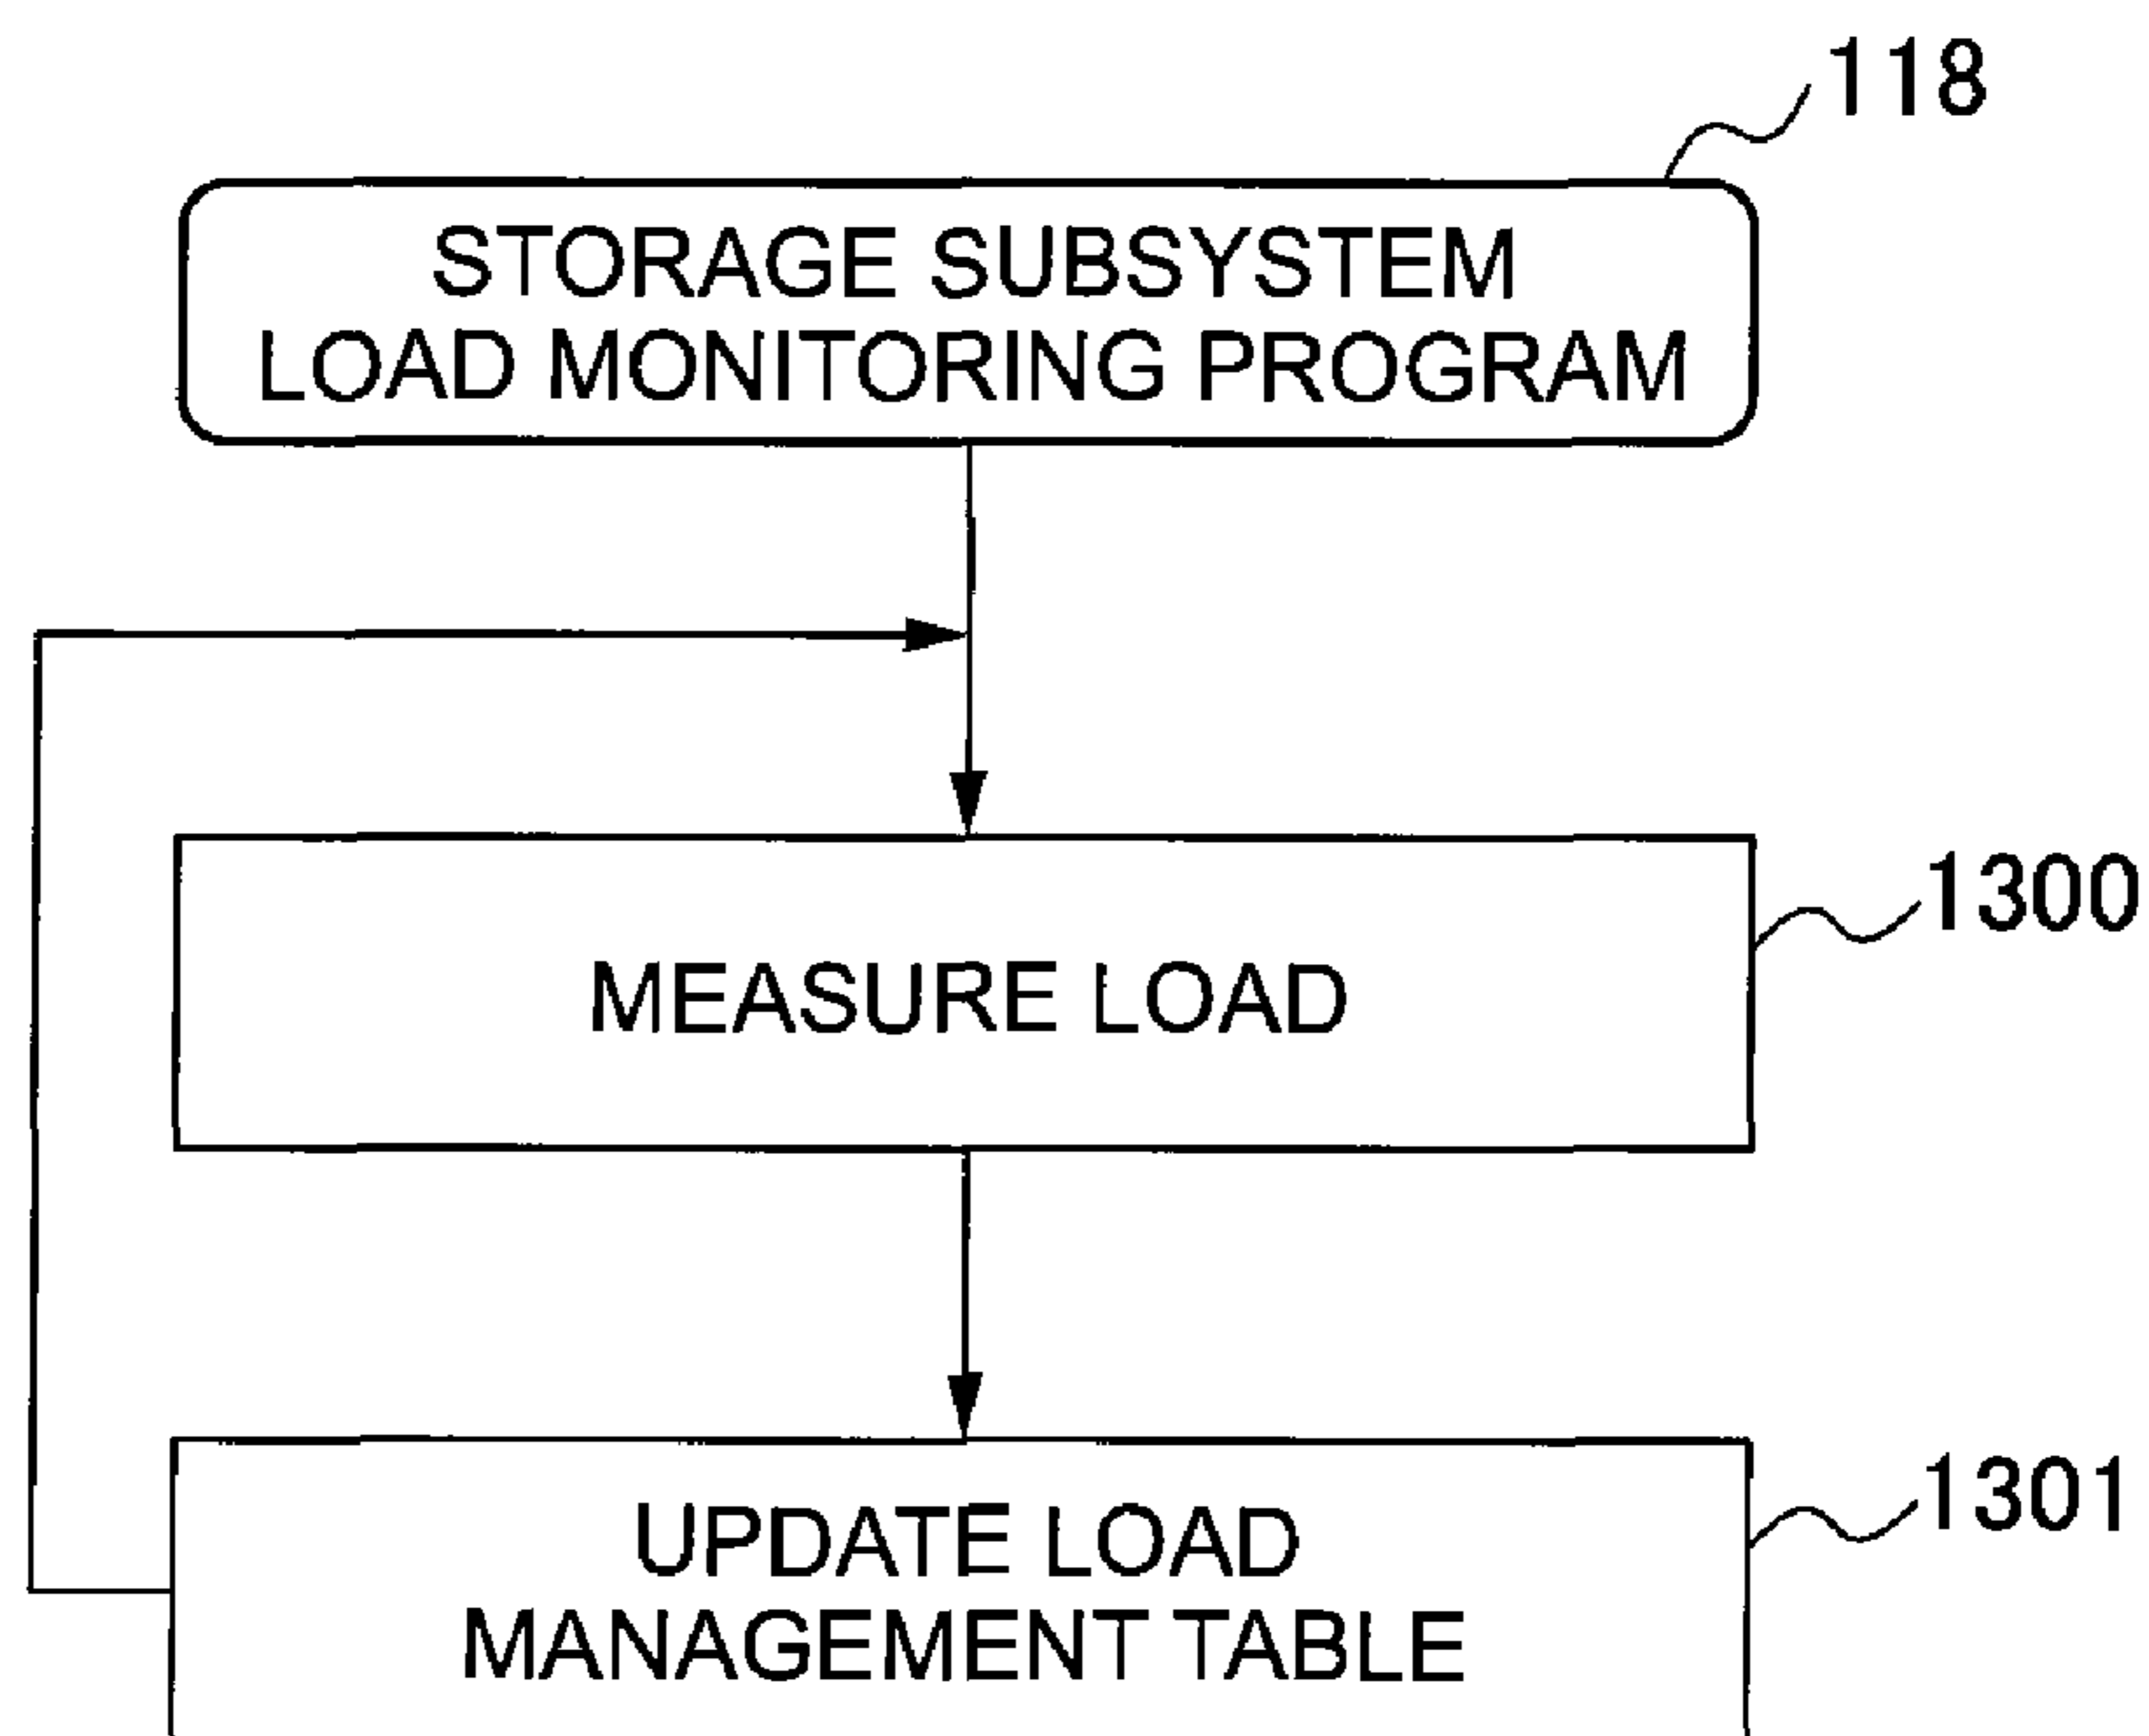 118
STORAGE SUBSYSTEM
LOAD MONITORING PROGRAM
1300
MEASURE LOAD
1301
UPDATE LOAD
MANAGEMENT TABLE